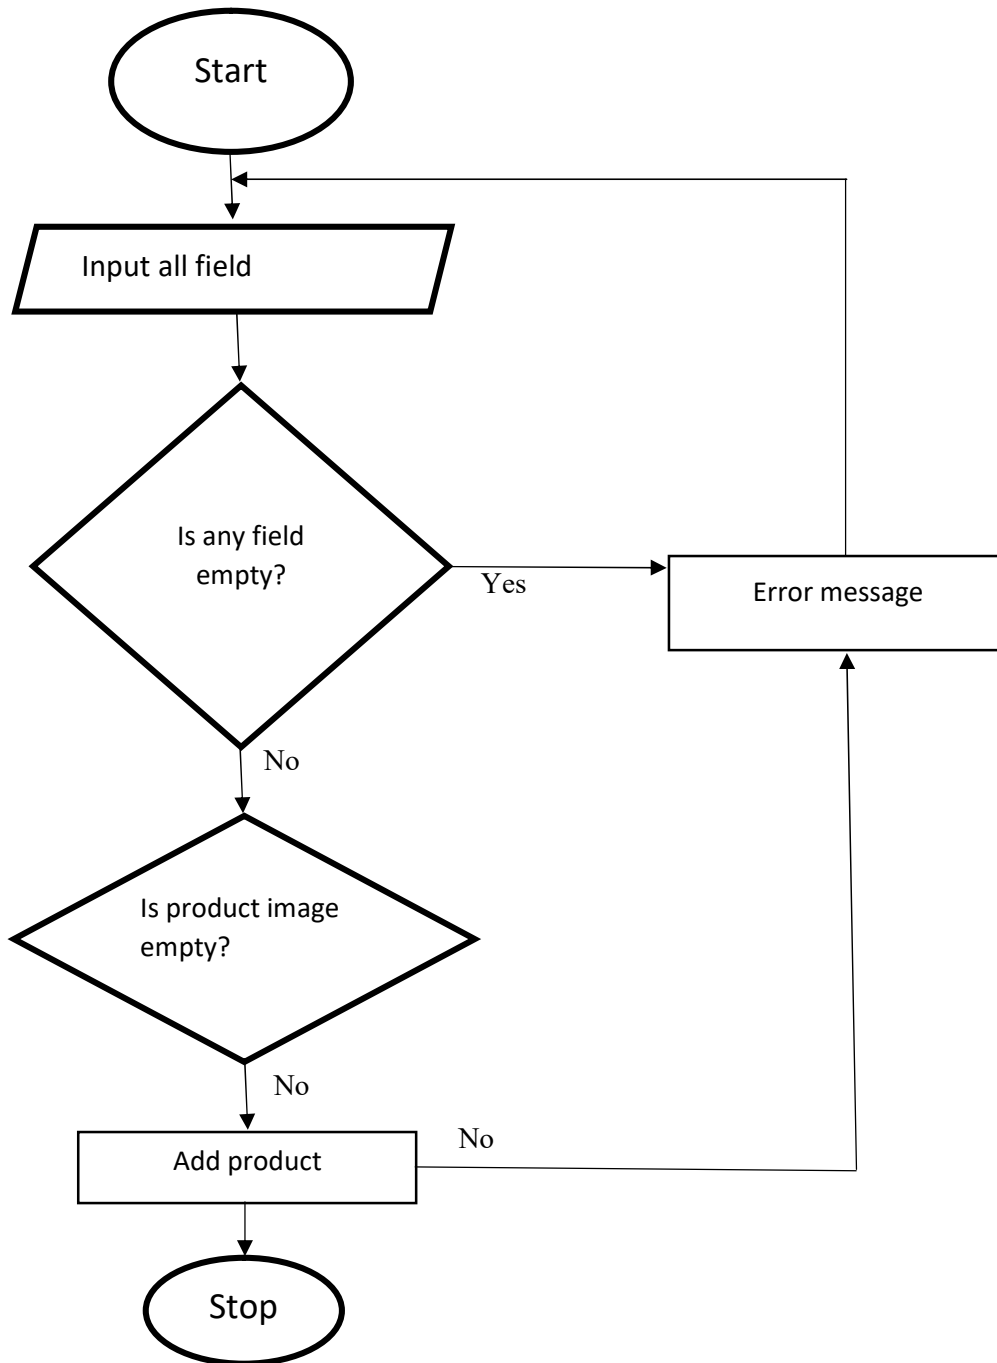 Start
Input all field
Is any field
empty?
Yes
Error message
No
Is product image
empty?
No
Add product
No
Stop